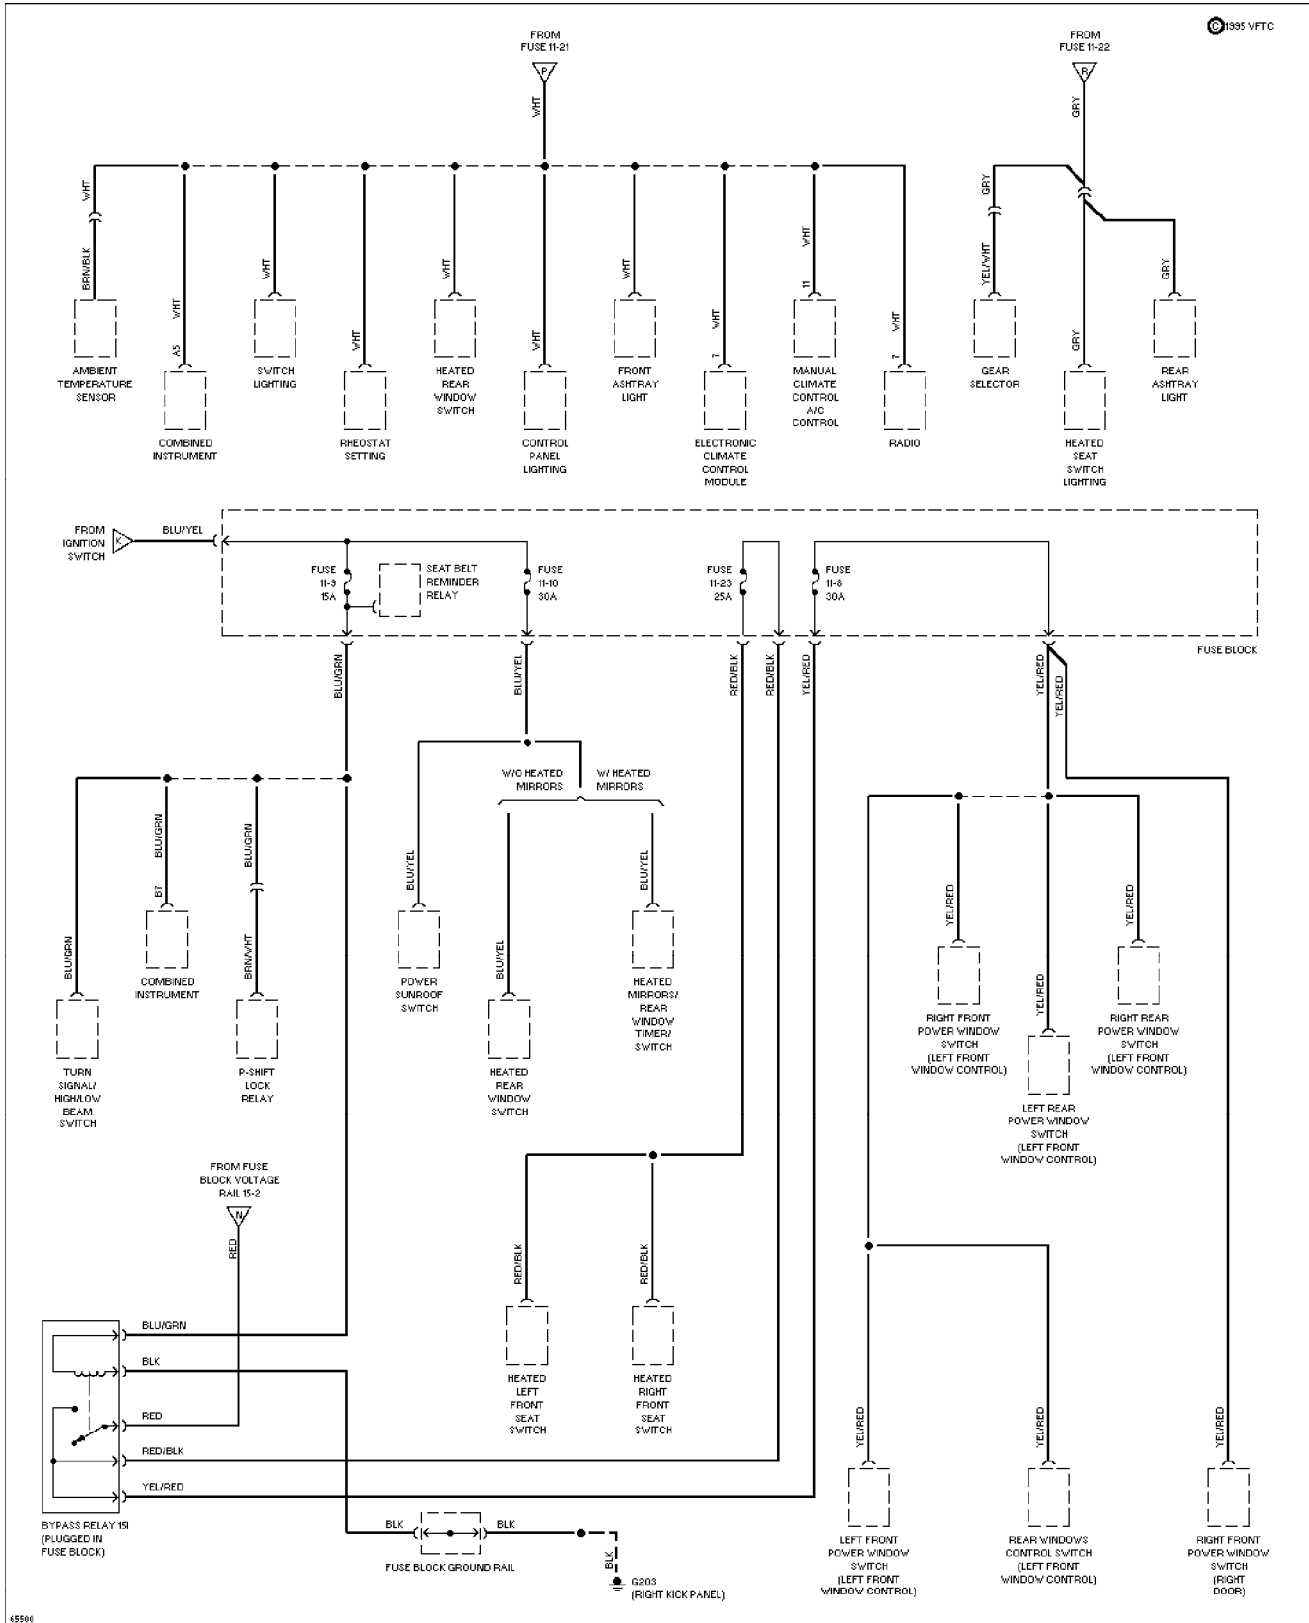 © 1995 VFTC
FROM
FUSE 11-21
P
WHT
FROM
FUSE 11-22
R
GRY
WHT
BRN/BLK
AMBIENT
TEMPERATURE
SENSOR
WHT
A5
COMBINED
INSTRUMENT
WHT
SWITCH
LIGHTING
WHT
RHEOSTAT
SETTING
WHT
HEATED
REAR
WINDOW
SWITCH
WHT
CONTROL
PANEL
LIGHTING
WHT
FRONT
ASHTRAY
LIGHT
WHT
7
ELECTRONIC
CLIMATE
CONTROL
MODULE
WHT
11
MANUAL
CLIMATE
CONTROL
A/C
CONTROL
WHT
7
RADIO
GRY
YEL/WHT
GEAR
SELECTOR
GRY
HEATED
SEAT
SWITCH
LIGHTING
GRY
REAR
ASHTRAY
LIGHT
FROM
IGNITION
SWITCH
K
BLU/YEL
FUSE
11-9
15A
SEAT BELT
REMINDER
RELAY
FUSE
11-10
30A
FUSE
11-23
25A
FUSE
11-8
30A
FUSE BLOCK
BLU/GRN
BLU/YEL
RED/BLK
RED/BLK
YEL/RED
YEL/RED
YEL/RED
W/O HEATED
MIRRORS
W/ HEATED
MIRRORS
BLU/GRN
TURN
SIGNAL/
HIGH/LOW
BEAM
SWITCH
BLU/GRN
B7
COMBINED
INSTRUMENT
BLU/GRN
BRN/WHT
P-SHIFT
LOCK
RELAY
BLU/YEL
POWER
SUNROOF
SWITCH
BLU/YEL
HEATED
REAR
WINDOW
SWITCH
BLU/YEL
HEATED
MIRRORS/
REAR
WINDOW
TIMER/
SWITCH
YEL/RED
RIGHT FRONT
POWER WINDOW
SWITCH
(LEFT FRONT
WINDOW CONTROL)
YEL/RED
LEFT REAR
POWER WINDOW
SWITCH
(LEFT FRONT
WINDOW CONTROL)
YEL/RED
RIGHT REAR
POWER WINDOW
SWITCH
(LEFT FRONT
WINDOW CONTROL)
FROM FUSE
BLOCK VOLTAGE
RAIL 15-2
N
RED
RED/BLK
HEATED
LEFT
FRONT
SEAT
SWITCH
RED/BLK
HEATED
RIGHT
FRONT
SEAT
SWITCH
BLU/GRN
BLK
RED
RED/BLK
YEL/RED
BYPASS RELAY 15I
(PLUGGED IN
FUSE BLOCK)
BLK
BLK
FUSE BLOCK GROUND RAIL
BLK
G203
(RIGHT KICK PANEL)
YEL/RED
LEFT FRONT
POWER WINDOW
SWITCH
(LEFT FRONT
WINDOW CONTROL)
YEL/RED
REAR WINDOWS
CONTROL SWITCH
(LEFT FRONT
WINDOW CONTROL)
YEL/RED
RIGHT FRONT
POWER WINDOW
SWITCH
(RIGHT
DOOR)
65500